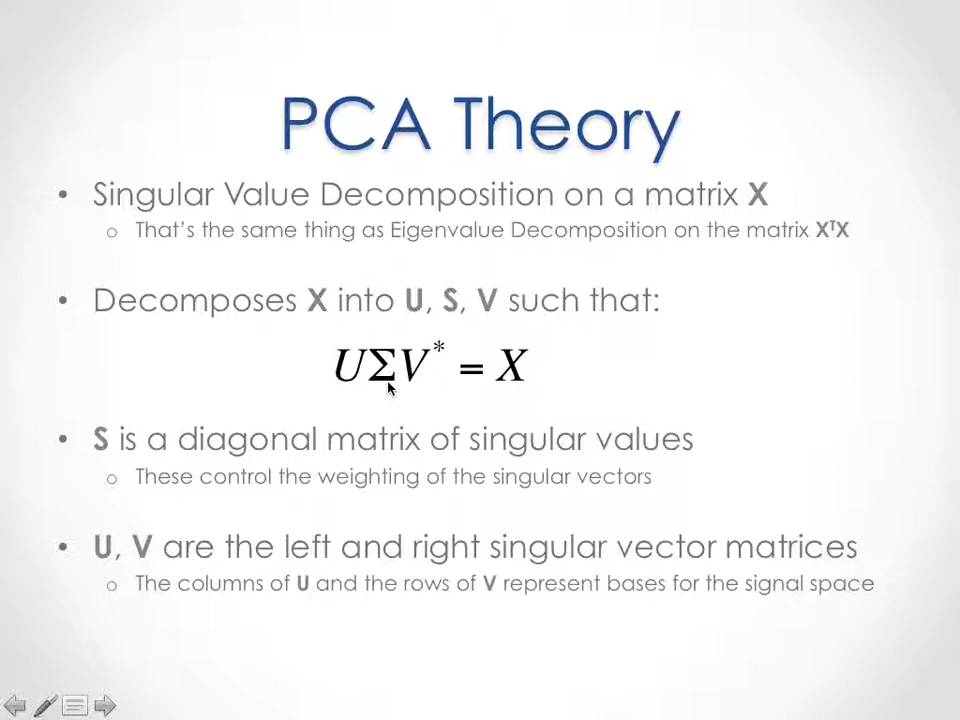 PCA Theory
• Singular Value Decomposition on a matrix X
o That's the same thing as Eigenvalue Decomposition on the matrix XᵀX
• Decomposes X into U, S, V such that:
UΣV* = X
• S is a diagonal matrix of singular values
o These control the weighting of the singular vectors
• U, V are the left and right singular vector matrices
o The columns of U and the rows of V represent bases for the signal space